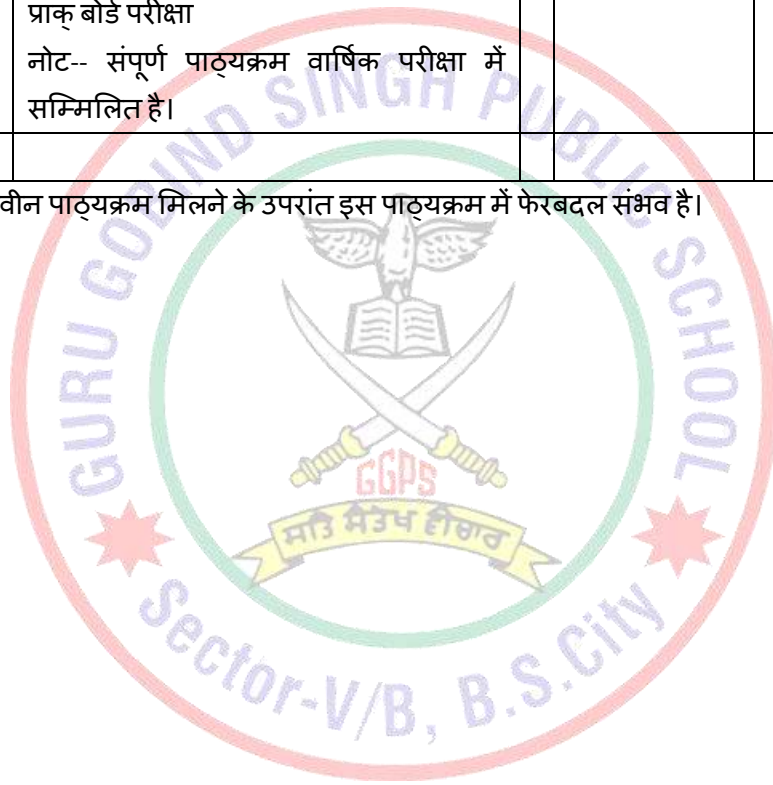 प्राक् बोर्ड परीक्षा
नोट-- संपूर्ण पाठ्यक्रम वार्षिक परीक्षा में
सम्मिलित है।
वीन पाठ्यक्रम मिलने के उपरांत इस पाठ्यक्रम में फेरबदल संभव है।
GURU GOBIND SINGH PUBLIC SCHOOL
GGPS
ਸਤਿ ਸੰਤੋਖ ਵੀਚਾਰ
Sector-V/B, B.S.City